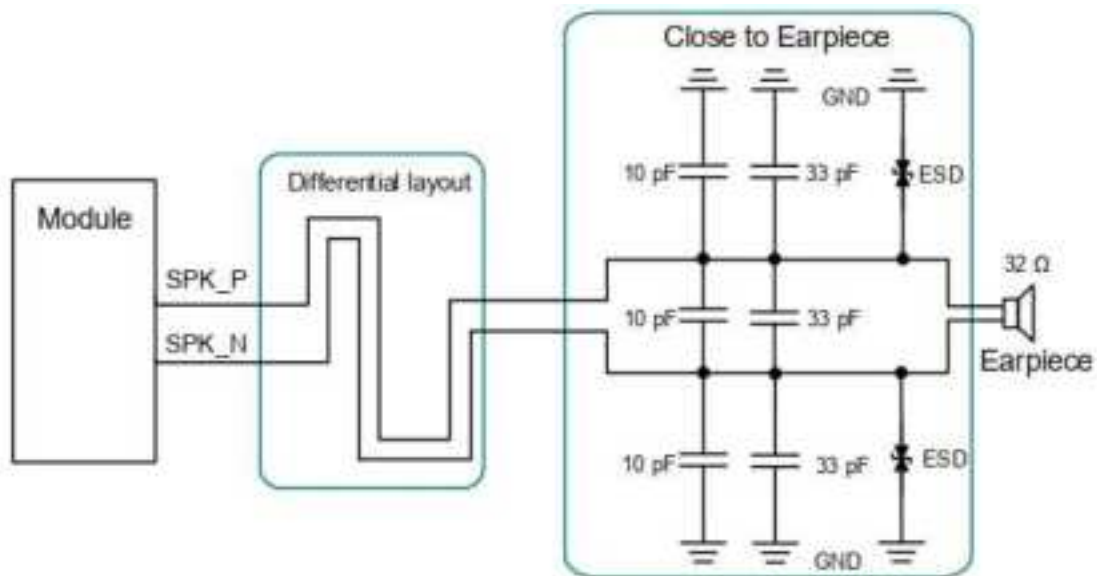 Close to Earpiece
GND
10 pF
33 pF
ESD
Differential layout
Module
SPK_P
32 Ω
10 pF
33 pF
SPK_N
Earpiece
10 pF
33 pF
ESD
GND